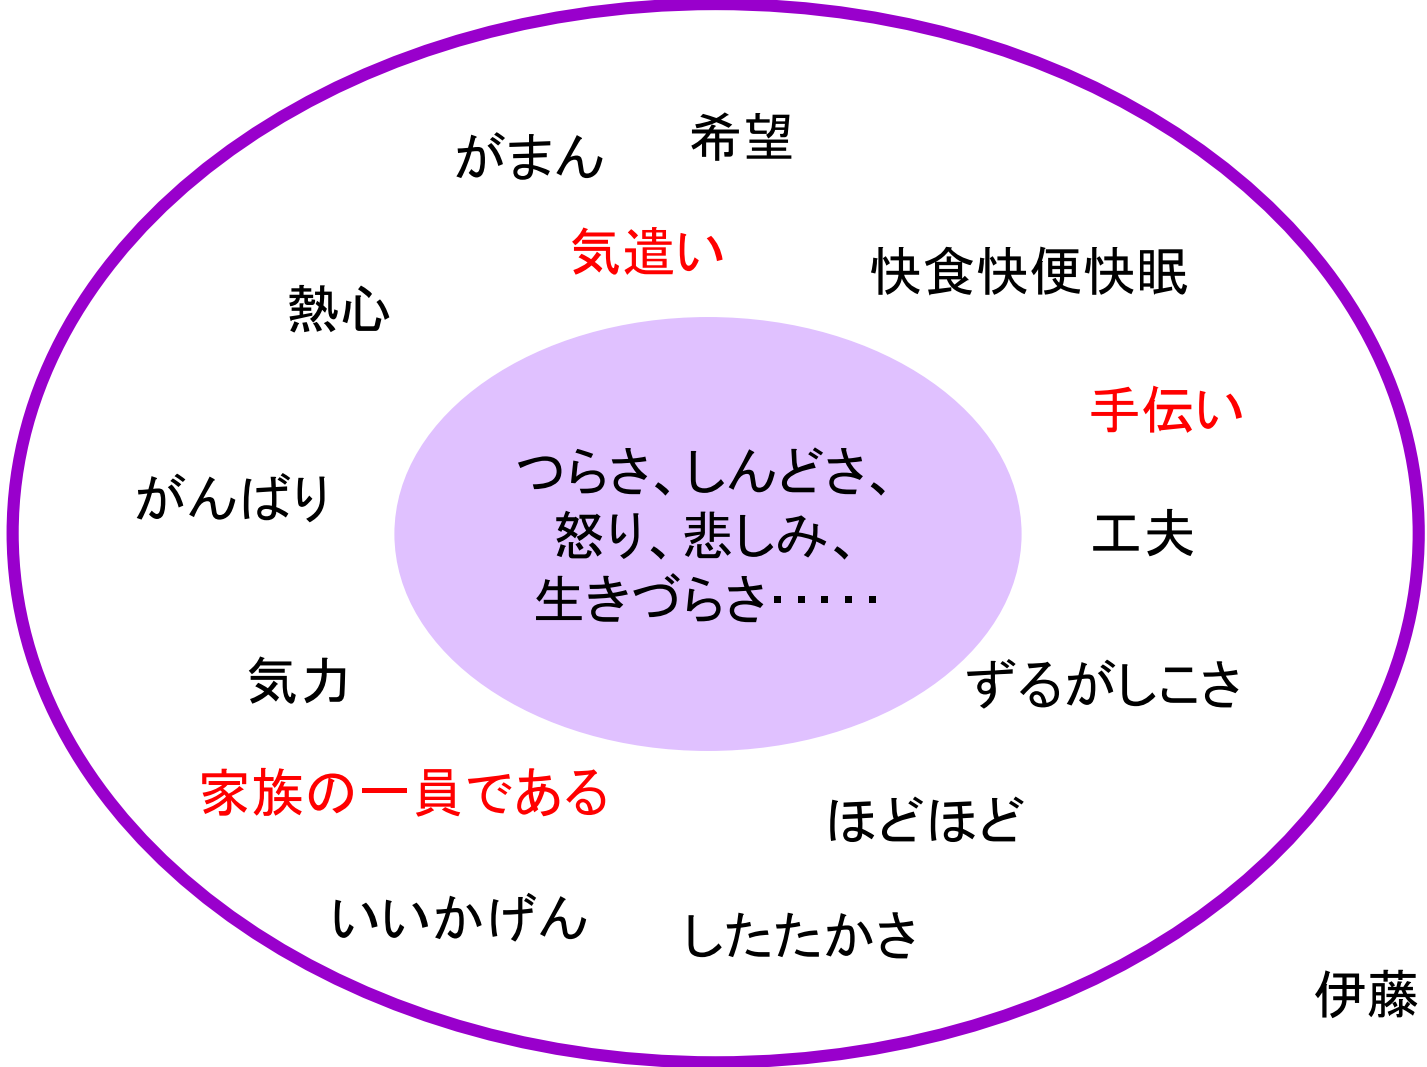 希望
がまん
気遣い
快食快便快眠
熱心
手伝い
つらさ、しんどさ、
がんばり
怒り、悲しみ、
工夫
生きづらさ・・・・・
気力
ずるがしこさ
家族の一員である
ほどほど
いいかげん
したたかさ
伊藤